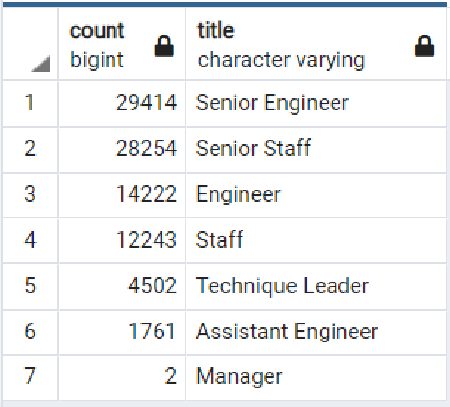 count title
bigint character varying
1 29414 Senior Engineer
2 28254 Senior Staff
3 14222 Engineer
4 12243 Staff
5 4502 Technique Leader
6 1761 Assistant Engineer
7 2 Manager